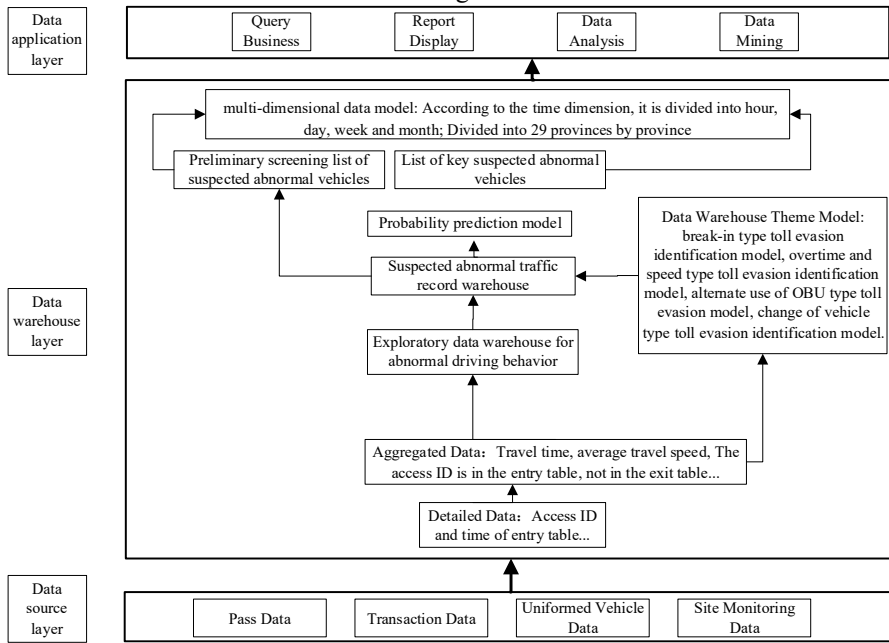 Data
application
layer
Query
Business
Report
Display
Data
Analysis
Data
Mining
multi-dimensional data model: According to the time dimension, it is divided into hour,
day, week and month; Divided into 29 provinces by province
Preliminary screening list of
suspected abnormal vehicles
List of key suspected abnormal
vehicles
Probability prediction model
Data Warehouse Theme Model:
break-in type toll evasion
identification model, overtime and
speed type toll evasion identification
model, alternate use of OBU type toll
evasion model, change of vehicle
type toll evasion identification model.
Suspected abnormal traffic
record warehouse
Data
warehouse
layer
Exploratory data warehouse for
abnormal driving behavior
Aggregated Data：Travel time, average travel speed, The
access ID is in the entry table, not in the exit table...
Detailed Data：Access ID
and time of entry table...
Data
source
layer
Pass Data
Transaction Data
Uniformed Vehicle
Data
Site Monitoring
Data